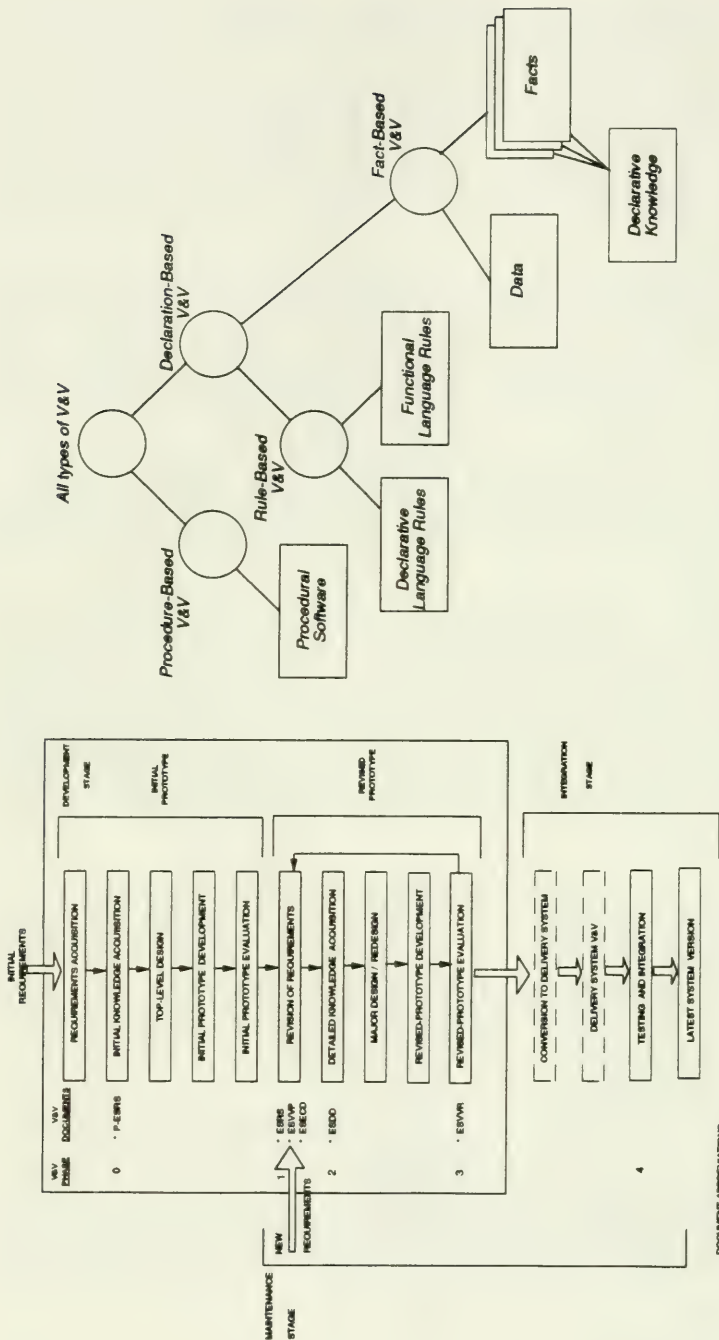 INITIAL
REQUIREMENTS
V&V
PHASE
V&V
DOCUMENTS
DEVELOPMENT
STAGE
REQUIREMENTS ACQUISITION
0
* P-ESRS
INITIAL KNOWLEDGE ACQUISITION
TOP-LEVEL DESIGN
INITIAL
PROTOTYPE
INITIAL PROTOTYPE DEVELOPMENT
INITIAL PROTOTYPE EVALUATION
MAINTENANCE
STAGE
NEW
REQUIREMENTS
1
* ESRS
* ESVVP
* ESECD
REVISION OF REQUIREMENTS
2
* ESDD
DETAILED KNOWLEDGE ACQUISITION
MAJOR DESIGN / REDESIGN
REVISED
PROTOTYPE
REVISED-PROTOTYPE DEVELOPMENT
3
* ESVVR
REVISED-PROTOTYPE EVALUATION
CONVERSION TO DELIVERY SYSTEM
INTEGRATION
STAGE
DELIVERY SYSTEM V&V
4
TESTING AND INTEGRATION
LATEST SYSTEM VERSION
All types of V&V
Procedure-Based
V&V
Declaration-Based
V&V
Procedural
Software
Rule-Based
V&V
Fact-Based
V&V
Declarative
Language Rules
Functional
Language Rules
Data
Facts
Declarative
Knowledge